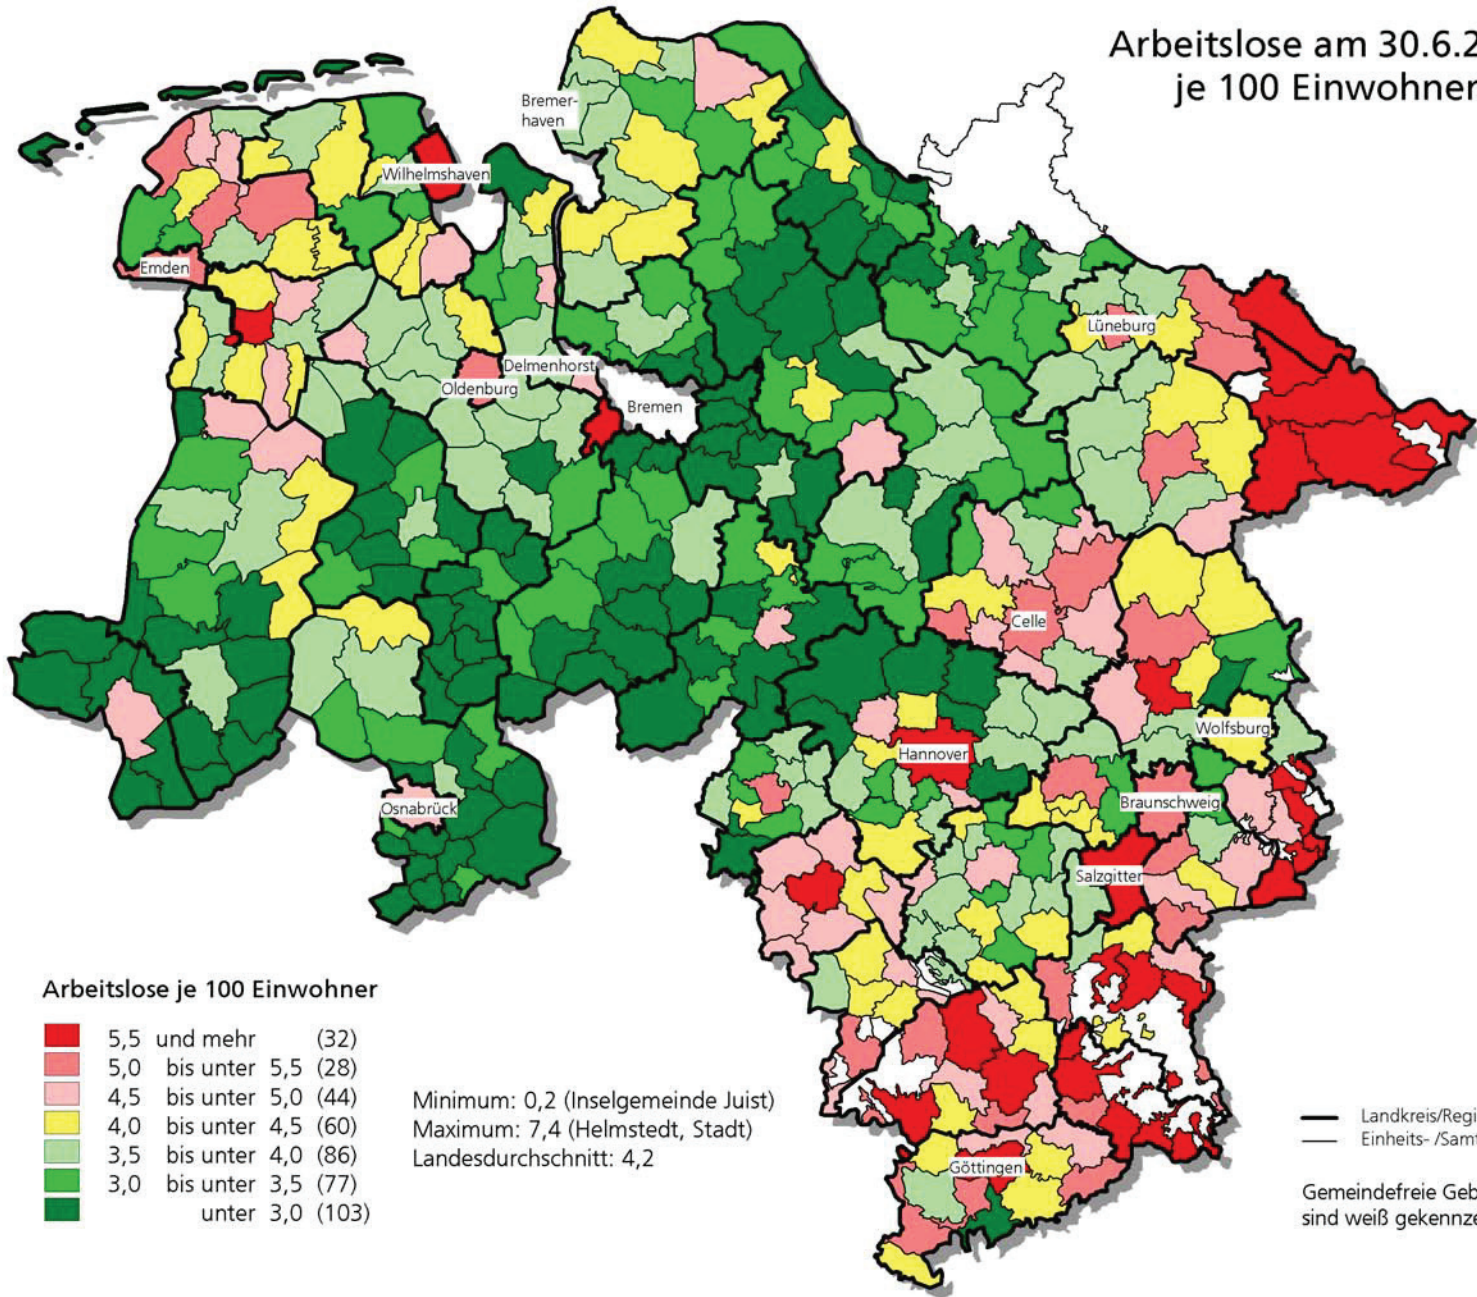 Arbeitslose am 30.6.2
je 100 Einwohner
Bremer-
haven
Wilhelmshaven
Emden
Lüneburg
Delmenhorst
Oldenburg
Bremen
Celle
Wolfsburg
Hannover
Osnabrück
Braunschweig
Salzgitter
Göttingen
Arbeitslose je 100 Einwohner
5,5 und mehr (32)
5,0 bis unter 5,5 (28)
4,5 bis unter 5,0 (44)
4,0 bis unter 4,5 (60)
3,5 bis unter 4,0 (86)
3,0 bis unter 3,5 (77)
unter 3,0 (103)
Minimum: 0,2 (Inselgemeinde Juist)
Maximum: 7,4 (Helmstedt, Stadt)
Landesdurchschnitt: 4,2
Landkreis/Regi
Einheits- /Samt
Gemeindefreie Geb
sind weiß gekennze